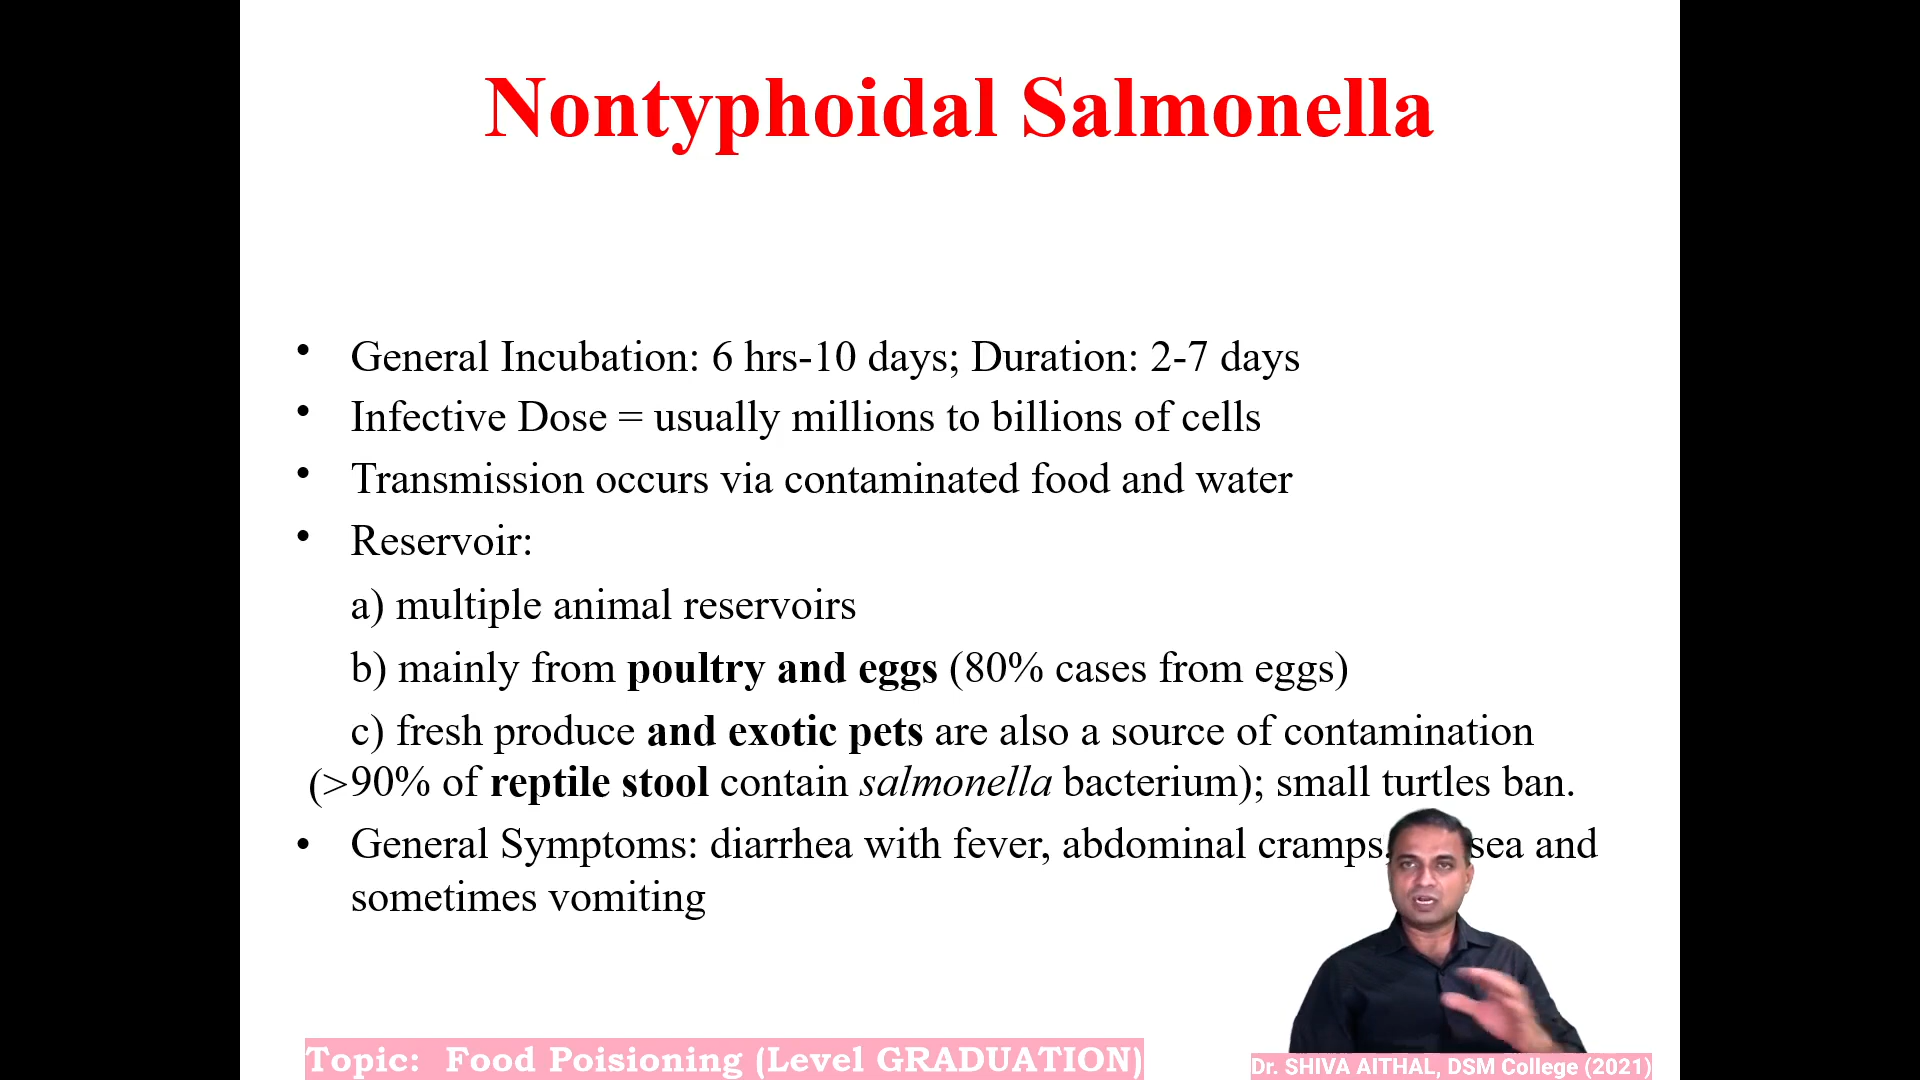 Nontyphoidal Salmonella
• General Incubation: 6 hrs-10 days; Duration: 2-7 days
• Infective Dose = usually millions to billions of cells
• Transmission occurs via contaminated food and water
• Reservoir:
a) multiple animal reservoirs
b) mainly from poultry and eggs (80% cases from eggs)
c) fresh produce and exotic pets are also a source of contamination
(>90% of reptile stool contain salmonella bacterium); small turtles ban.
• General Symptoms: diarrhea with fever, abdominal cramps, and
sometimes vomiting
Topic: Food Poisioning (Level GRADUATION)
Dr. SHIVA AITHAL, DSM College (2021)